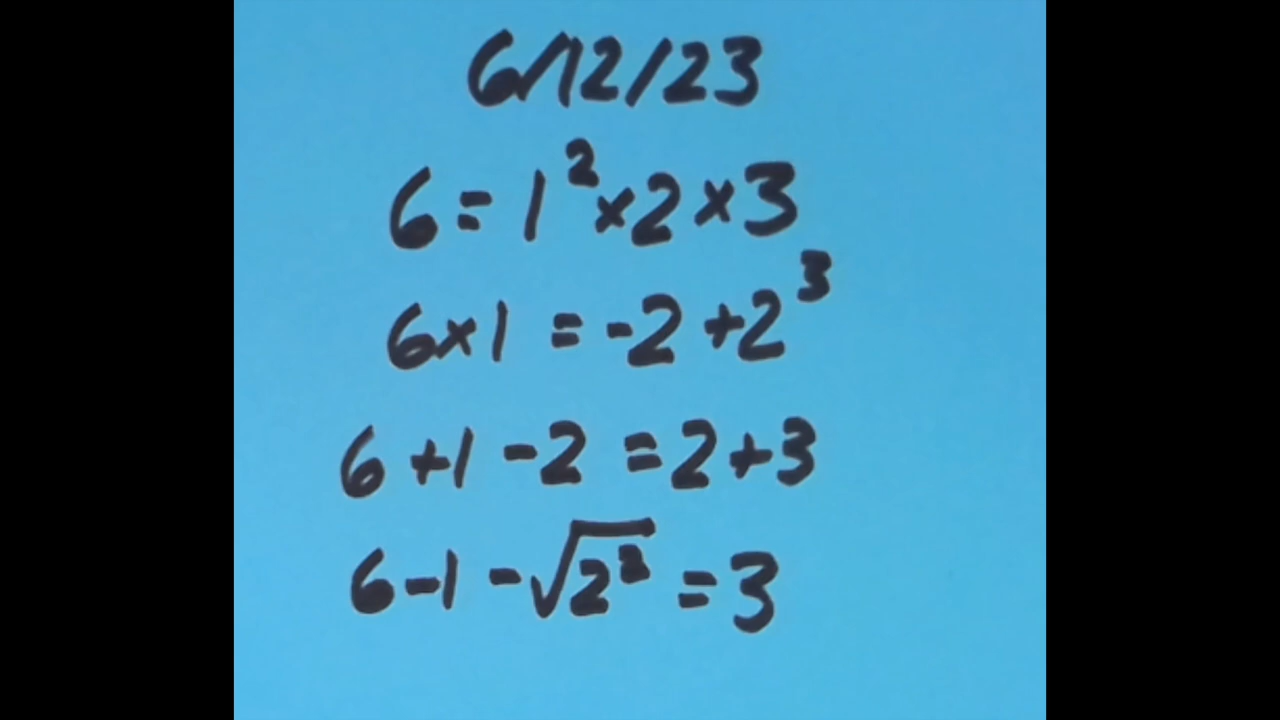 6/12/23
6 = 1² × 2 × 3
6 × 1 = -2 + 2³
6 + 1 - 2 = 2 + 3
6 - 1 - √2² = 3